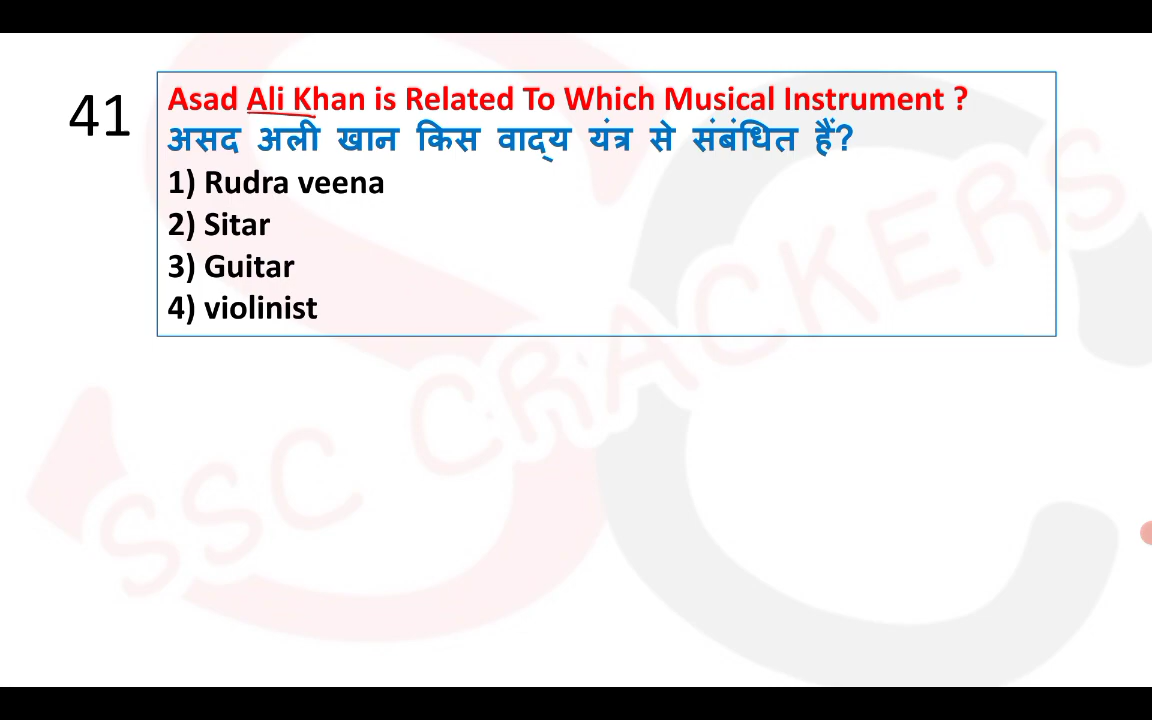 41
Asad Ali Khan is Related To Which Musical Instrument ?
असद अली खान किस वाद्य यंत्र से संबंधित हैं?
1) Rudra veena
2) Sitar
3) Guitar
4) violinist
SSC CRACKERS